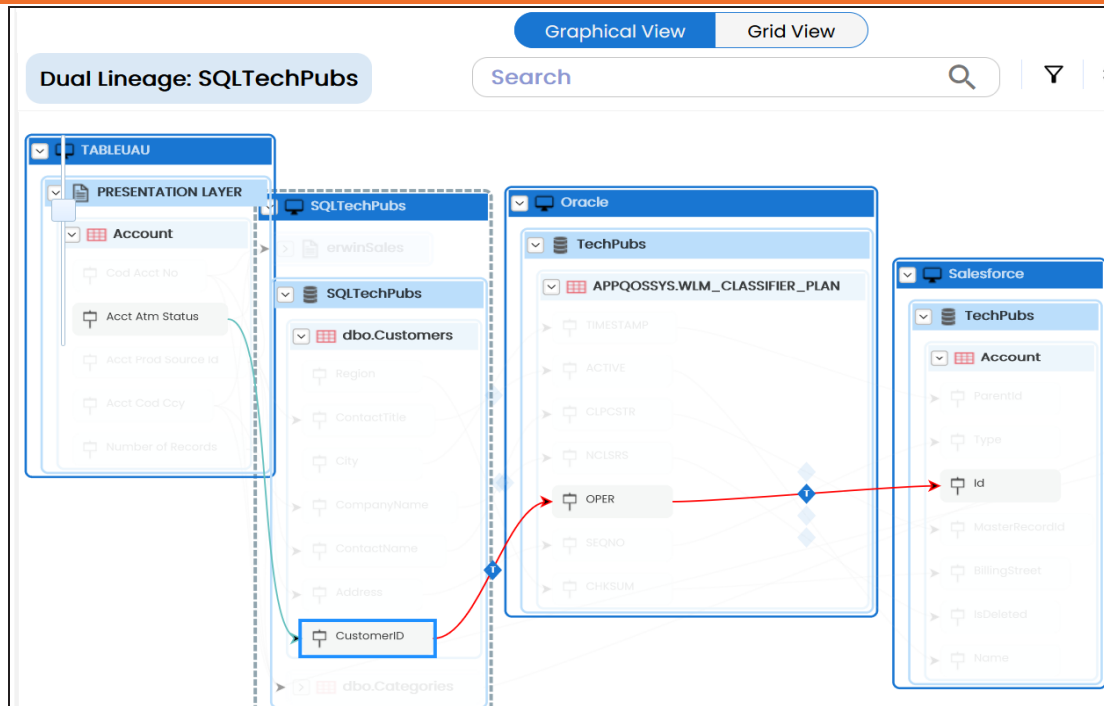 Graphical View
Grid View
Dual Lineage: SQLTechPubs
Search
TABLEUAU
PRESENTATION LAYER
Account
Cod Acct No
Acct Atm Status
Acct Prod Source Id
Acct Cod Ccy
Number of Records
SQLTechPubs
erwinSales
SQLTechPubs
dbo.Customers
Region
ContactTitle
City
CompanyName
ContactName
Address
CustomerID
dbo.Categories
T
Oracle
TechPubs
APPQOSSYS.WLM_CLASSIFIER_PLAN
TIMESTAMP
ACTIVE
CLPCSTR
NCLSRS
OPER
SEQNO
CHKSUM
T
Salesforce
TechPubs
Account
ParentId
Type
Id
MasterRecordId
BillingStreet
IsDeleted
Name